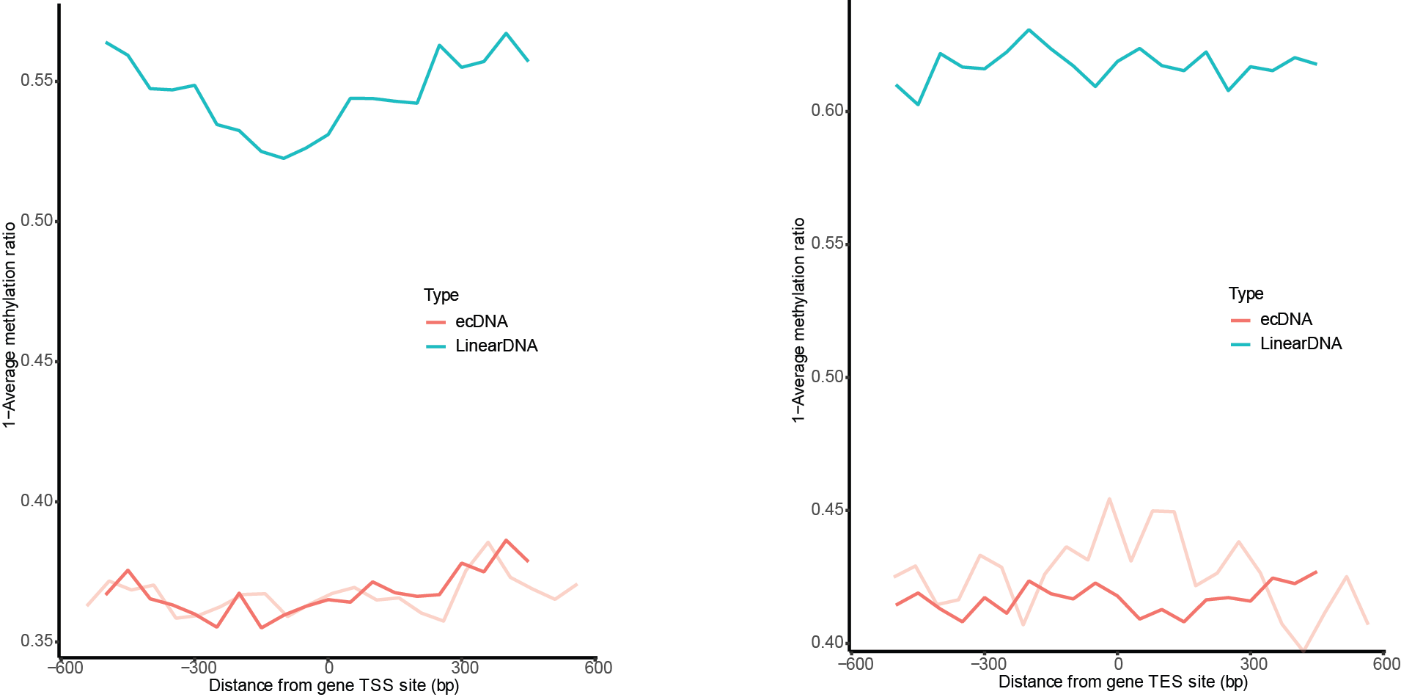 1−Average methylation ratio
0.55
0.50
0.45
0.40
0.35
Type
ecDNA
LinearDNA
−600
−300
0
300
600
Distance from gene TSS site (bp)
1−Average methylation ratio
0.60
0.55
0.50
0.45
0.40
Type
ecDNA
LinearDNA
−600
−300
0
300
600
Distance from gene TES site (bp)